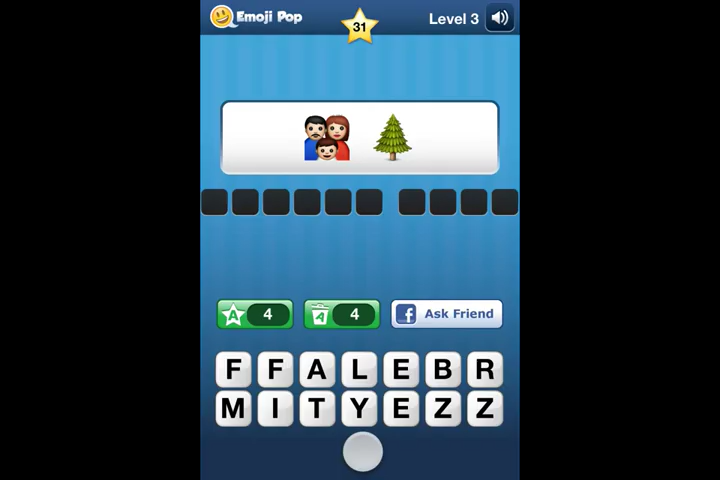 Emoji Pop
31
Level 3
A 4
A 4
f Ask Friend
F F A L E B R
M I T Y E Z Z